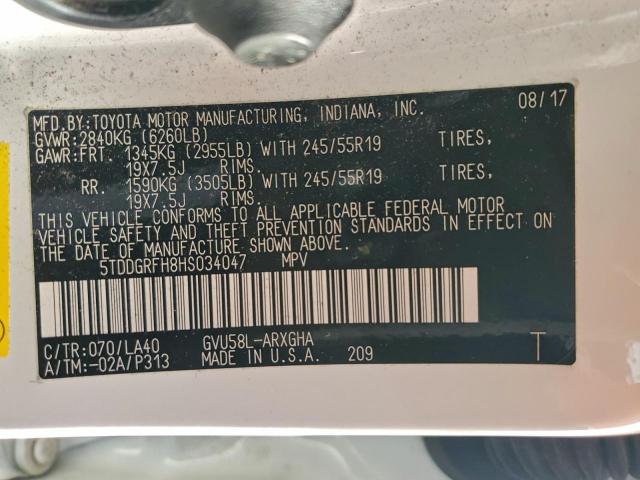 MFD.BY:TOYOTA MOTOR MANUFACTURING, INDIANA, INC. 08/17
GVWR:2840KG (6260LB)
GAWR:FRT. 1345KG (2955LB) WITH 245/55R19 TIRES,
19X7.5J RIMS.
RR. 1590KG (3505LB) WITH 245/55R19 TIRES,
19X7.5J RIMS.
THIS VEHICLE CONFORMS TO ALL APPLICABLE FEDERAL MOTOR
VEHICLE SAFETY AND THEFT PREVENTION STANDARDS IN EFFECT ON
THE DATE OF MANUFACTURE SHOWN ABOVE.
5TDDGRFH8HS034047 MPV
C/TR:070/LA40 GVU58L-ARXGHA
A/TM:-02A/P313 MADE IN U.S.A. 209 T